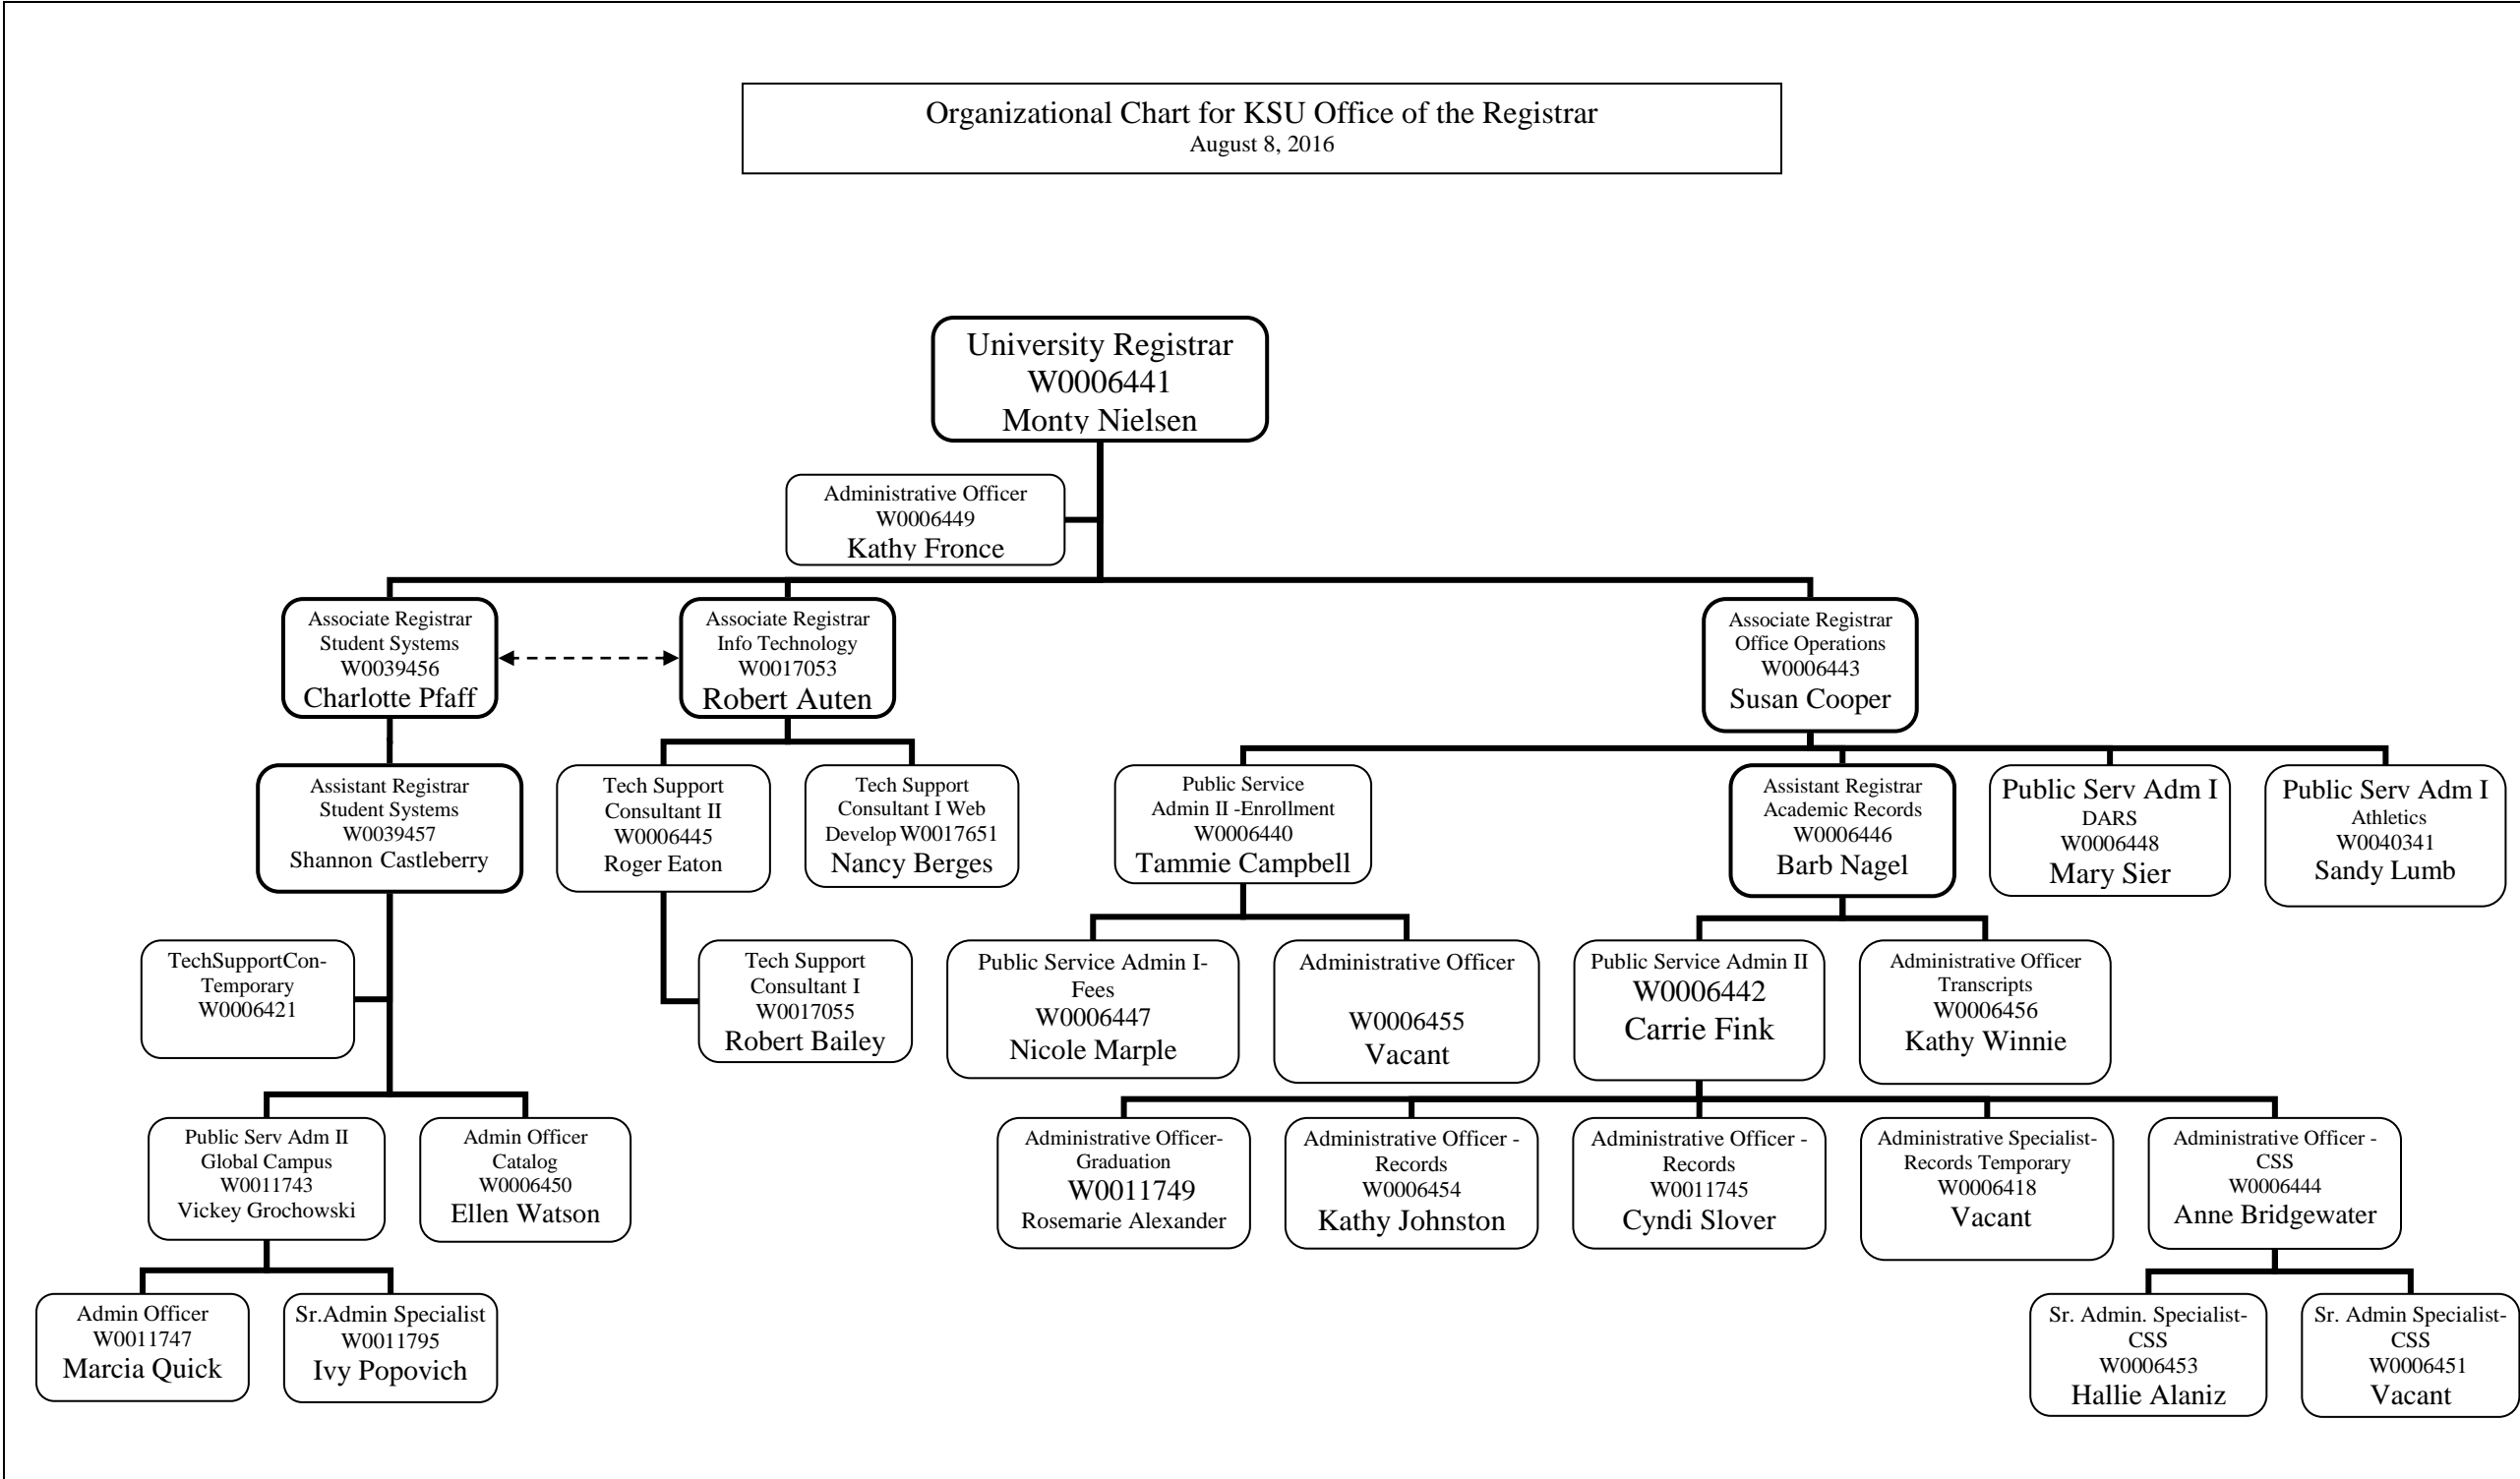 Organizational Chart for KSU Office of the Registrar
August 8, 2016
University Registrar
W0006441
Monty Nielsen
Administrative Officer
W0006449
Kathy Fronce
Associate Registrar
Student Systems
W0039456
Charlotte Pfaff
Associate Registrar
Info Technology
W0017053
Robert Auten
Associate Registrar
Office Operations
W0006443
Susan Cooper
Assistant Registrar
Student Systems
W0039457
Shannon Castleberry
Tech Support
Consultant II
W0006445
Roger Eaton
Tech Support
Consultant I Web
Develop W0017651
Nancy Berges
Public Service
Admin II -Enrollment
W0006440
Tammie Campbell
Assistant Registrar
Academic Records
W0006446
Barb Nagel
Public Serv Adm I
DARS
W0006448
Mary Sier
Public Serv Adm I
Athletics
W0040341
Sandy Lumb
TechSupportCon-
Temporary
W0006421
Tech Support
Consultant I
W0017055
Robert Bailey
Public Service Admin I-
Fees
W0006447
Nicole Marple
Administrative Officer
W0006455
Vacant
Public Service Admin II
W0006442
Carrie Fink
Administrative Officer
Transcripts
W0006456
Kathy Winnie
Public Serv Adm II
Global Campus
W0011743
Vickey Grochowski
Admin Officer
Catalog
W0006450
Ellen Watson
Administrative Officer-
Graduation
W0011749
Rosemarie Alexander
Administrative Officer -
Records
W0006454
Kathy Johnston
Administrative Officer -
Records
W0011745
Cyndi Slover
Administrative Specialist-
Records Temporary
W0006418
Vacant
Administrative Officer -
CSS
W0006444
Anne Bridgewater
Admin Officer
W0011747
Marcia Quick
Sr.Admin Specialist
W0011795
Ivy Popovich
Sr. Admin. Specialist-
CSS
W0006453
Hallie Alaniz
Sr. Admin Specialist-
CSS
W0006451
Vacant